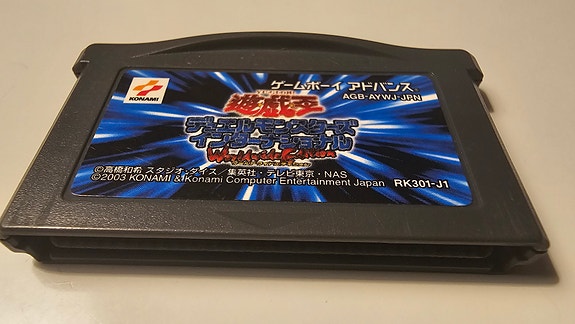 KONAMI
ゲームボーイ アドバンス
AGB-AYWJ-JPN
遊戯王
デュエルモンスターズ
インターナショナル
Worldwide Edition
©高橋和希 スタジオ・ダイス／集英社・テレビ東京・NAS
©2003 KONAMI & Konami Computer Entertainment Japan RK301-J1